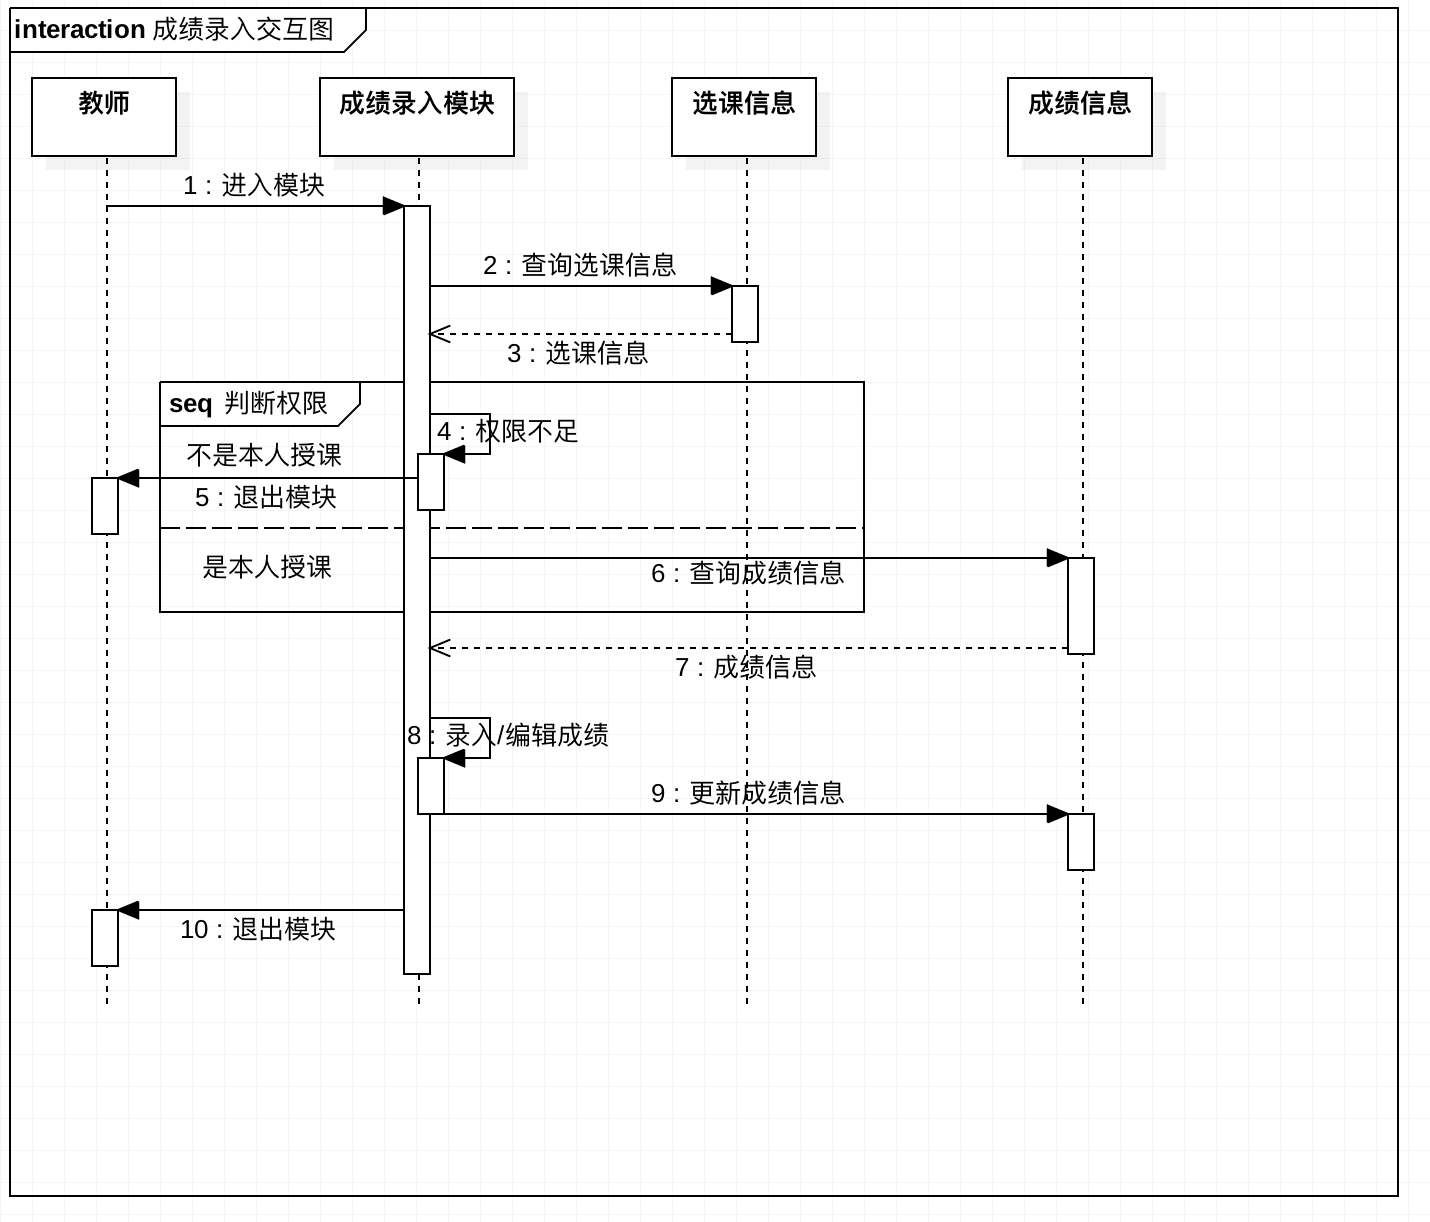 interaction 成绩录入交互图
教师
成绩录入模块
选课信息
成绩信息
1 : 进入模块
2 : 查询选课信息
3 : 选课信息
seq 判断权限
4 : 权限不足
不是本人授课
5 : 退出模块
是本人授课
6 : 查询成绩信息
7 : 成绩信息
8 : 录入/编辑成绩
9 : 更新成绩信息
10 : 退出模块